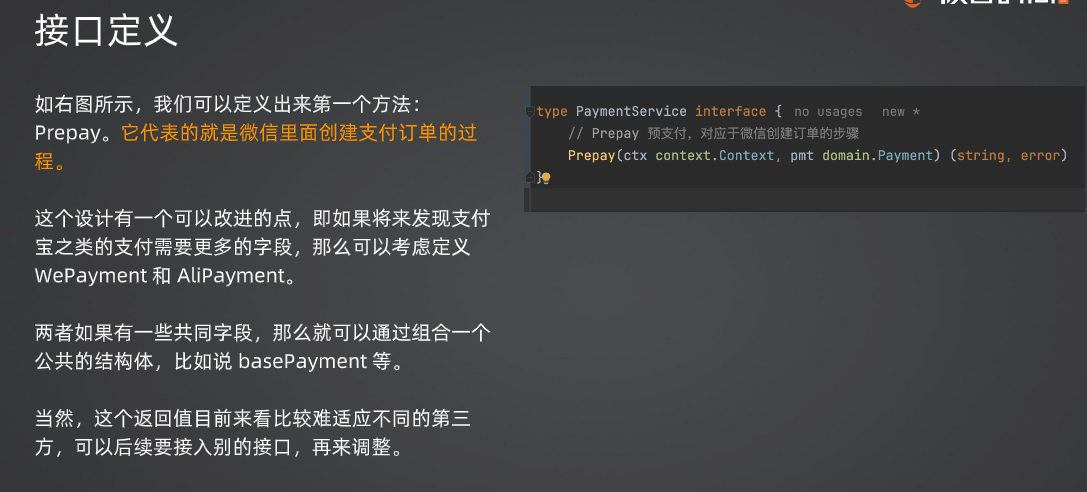 接口定义
如右图所示，我们可以定义出来第一个方法：
Prepay。它代表的就是微信里面创建支付订单的过
程。
这个设计有一个可以改进的点，即如果将来发现支付
宝之类的支付需要更多的字段，那么可以考虑定义
WePayment 和 AliPayment。
两者如果有一些共同字段，那么就可以通过组合一个
公共的结构体，比如说 basePayment 等。
当然，这个返回值目前来看比较难适应不同的第三
方，可以后续要接入别的接口，再来调整。
type PaymentService interface { no usages new *
// Prepay 预支付，对应于微信创建订单的步骤
Prepay(ctx context.Context, pmt domain.Payment) (string, error)
}